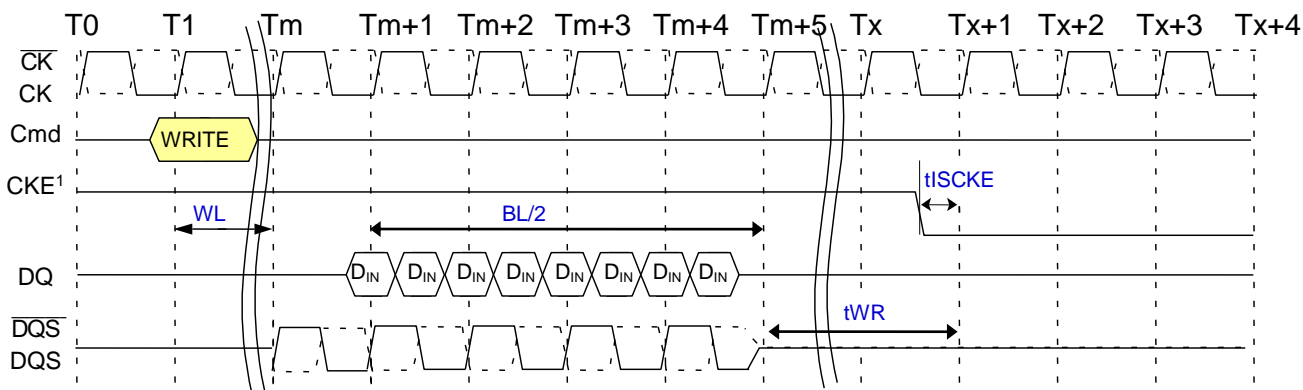 T0 T1 Tm Tm+1 Tm+2 Tm+3 Tm+4 Tm+5 Tx Tx+1 Tx+2 Tx+3 Tx+4
CK
CK
Cmd WRITE
CKE1 tISCKE
WL BL/2
DQ DIN DIN DIN DIN DIN DIN DIN DIN
DQS tWR
DQS